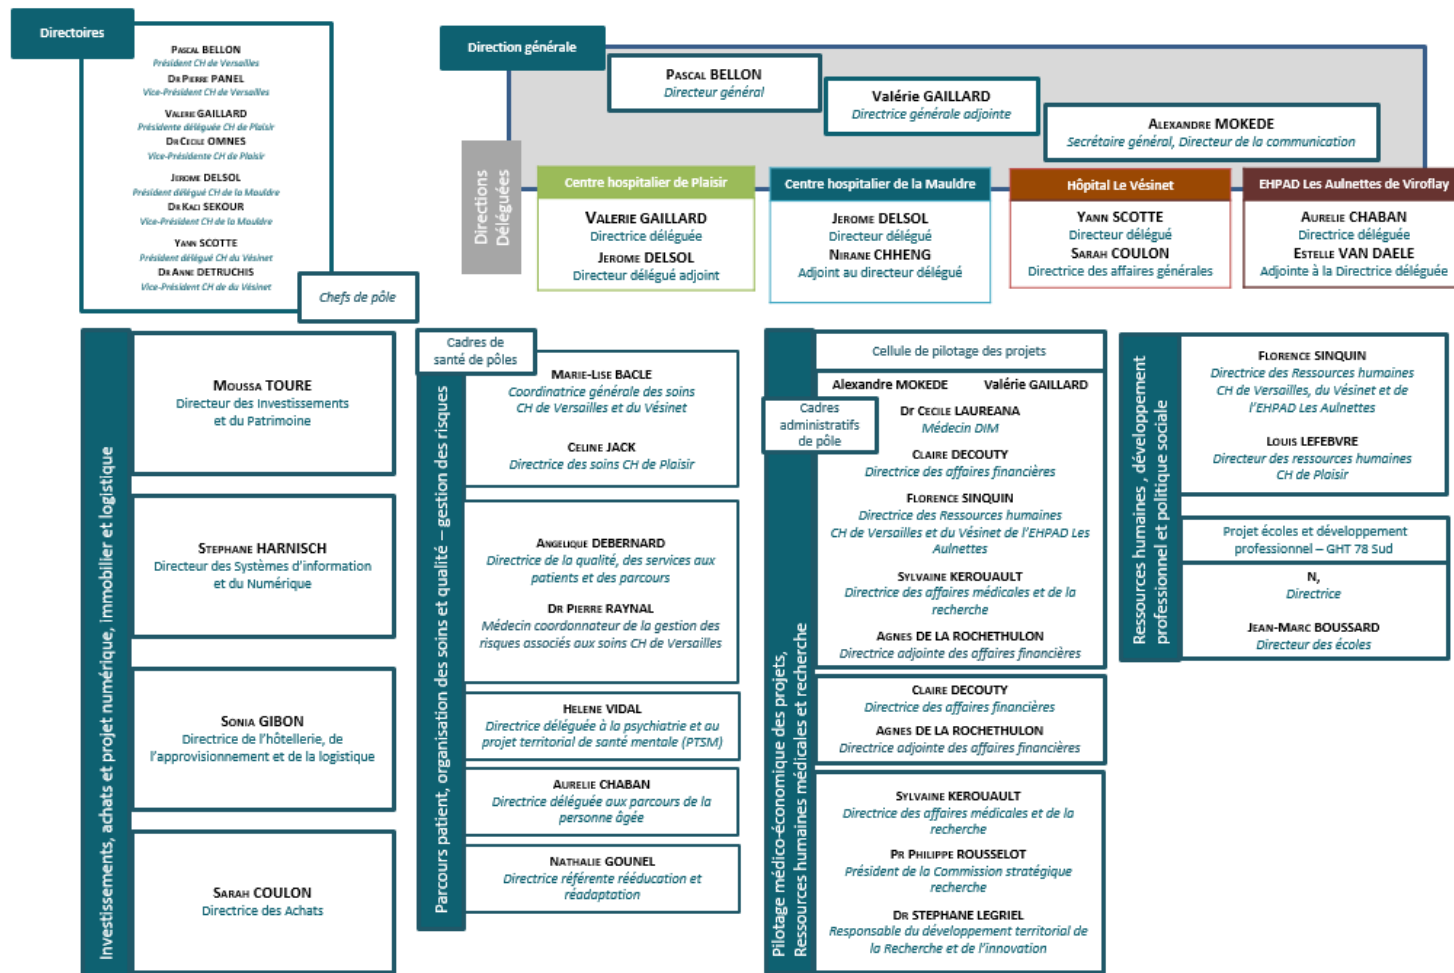 Directoires
PASCAL BELLON
Président CH de Versailles
DR PIERRE PANEL
Vice-Président CH de Versailles
VALERIE GAILLARD
Présidente déléguée CH de Plaisir
DR CECILE OMNES
Vice-Présidente CH de Plaisir
JEROME DELSOL
Président délégué CH de la Mauldre
DR KACI SEKOUR
Vice-Président CH de la Mauldre
YANN SCOTTE
Président délégué CH du Vésinet
DR ANNE DETRUCHIS
Vice-Président CH de du Vésinet
Chefs de pôle
Direction générale
PASCAL BELLON
Directeur général
Valérie GAILLARD
Directrice générale adjointe
ALEXANDRE MOKEDE
Secrétaire général, Directeur de la communication
Directions
Déléguées
Centre hospitalier de Plaisir
VALERIE GAILLARD
Directrice déléguée
JEROME DELSOL
Directeur délégué adjoint
Centre hospitalier de la Mauldre
JEROME DELSOL
Directeur délégué
NIRANE CHHENG
Adjoint au directeur délégué
Hôpital Le Vésinet
YANN SCOTTE
Directeur délégué
SARAH COULON
Directrice des affaires générales
EHPAD Les Aulnettes de Viroflay
AURELIE CHABAN
Directrice déléguée
ESTELLE VAN DAELE
Adjointe à la Directrice déléguée
Investissements, achats et projet numérique, immobilier et logistique
MOUSSA TOURE
Directeur des Investissements
et du Patrimoine
STEPHANE HARNISCH
Directeur des Systèmes d'information
et du Numérique
SONIA GIBON
Directrice de l'hôtellerie, de
l'approvisionnement et de la logistique
SARAH COULON
Directrice des Achats
Parcours patient, organisation des soins et qualité – gestion des risques
Cadres de
santé de pôles
MARIE-LISE BACLE
Coordinatrice générale des soins
CH de Versailles et du Vésinet
CELINE JACK
Directrice des soins CH de Plaisir
ANGELIQUE DEBERNARD
Directrice de la qualité, des services aux
patients et des parcours
DR PIERRE RAYNAL
Médecin coordonnateur de la gestion des
risques associés aux soins CH de Versailles
HELENE VIDAL
Directrice déléguée à la psychiatrie et au
projet territorial de santé mentale (PTSM)
AURELIE CHABAN
Directrice déléguée aux parcours de la
personne âgée
NATHALIE GOUNEL
Directrice référente rééducation et
réadaptation
Pilotage médico-économique des projets,
Ressources humaines médicales et recherche
Cellule de pilotage des projets
Alexandre MOKEDE Valérie GAILLARD
Cadres
administratifs
de pôle
Dr CECILE LAUREANA
Médecin DIM
CLAIRE DECOUTY
Directrice des affaires financières
FLORENCE SINQUIN
Directrice des Ressources humaines
CH de Versailles et du Vésinet de l'EHPAD Les
Aulnettes
SYLVAINE KEROUAULT
Directrice des affaires médicales et de la
recherche
AGNES DE LA ROCHETHULON
Directrice adjointe des affaires financières
CLAIRE DECOUTY
Directrice des affaires financières
AGNES DE LA ROCHETHULON
Directrice adjointe des affaires financières
SYLVAINE KEROUAULT
Directrice des affaires médicales et de la
recherche
PR PHILIPPE ROUSSELOT
Président de la Commission stratégique
recherche
DR STEPHANE LEGRIEL
Responsable du développement territorial de
la Recherche et de l'innovation
Ressources humaines , développement
professionnel et politique sociale
FLORENCE SINQUIN
Directrice des Ressources humaines
CH de Versailles, du Vésinet et de
l'EHPAD Les Aulnettes
LOUIS LEFEBVRE
Directeur des ressources humaines
CH de Plaisir
Projet écoles et développement
professionnel – GHT 78 Sud
N,
Directrice
JEAN-MARC BOUSSARD
Directeur des écoles